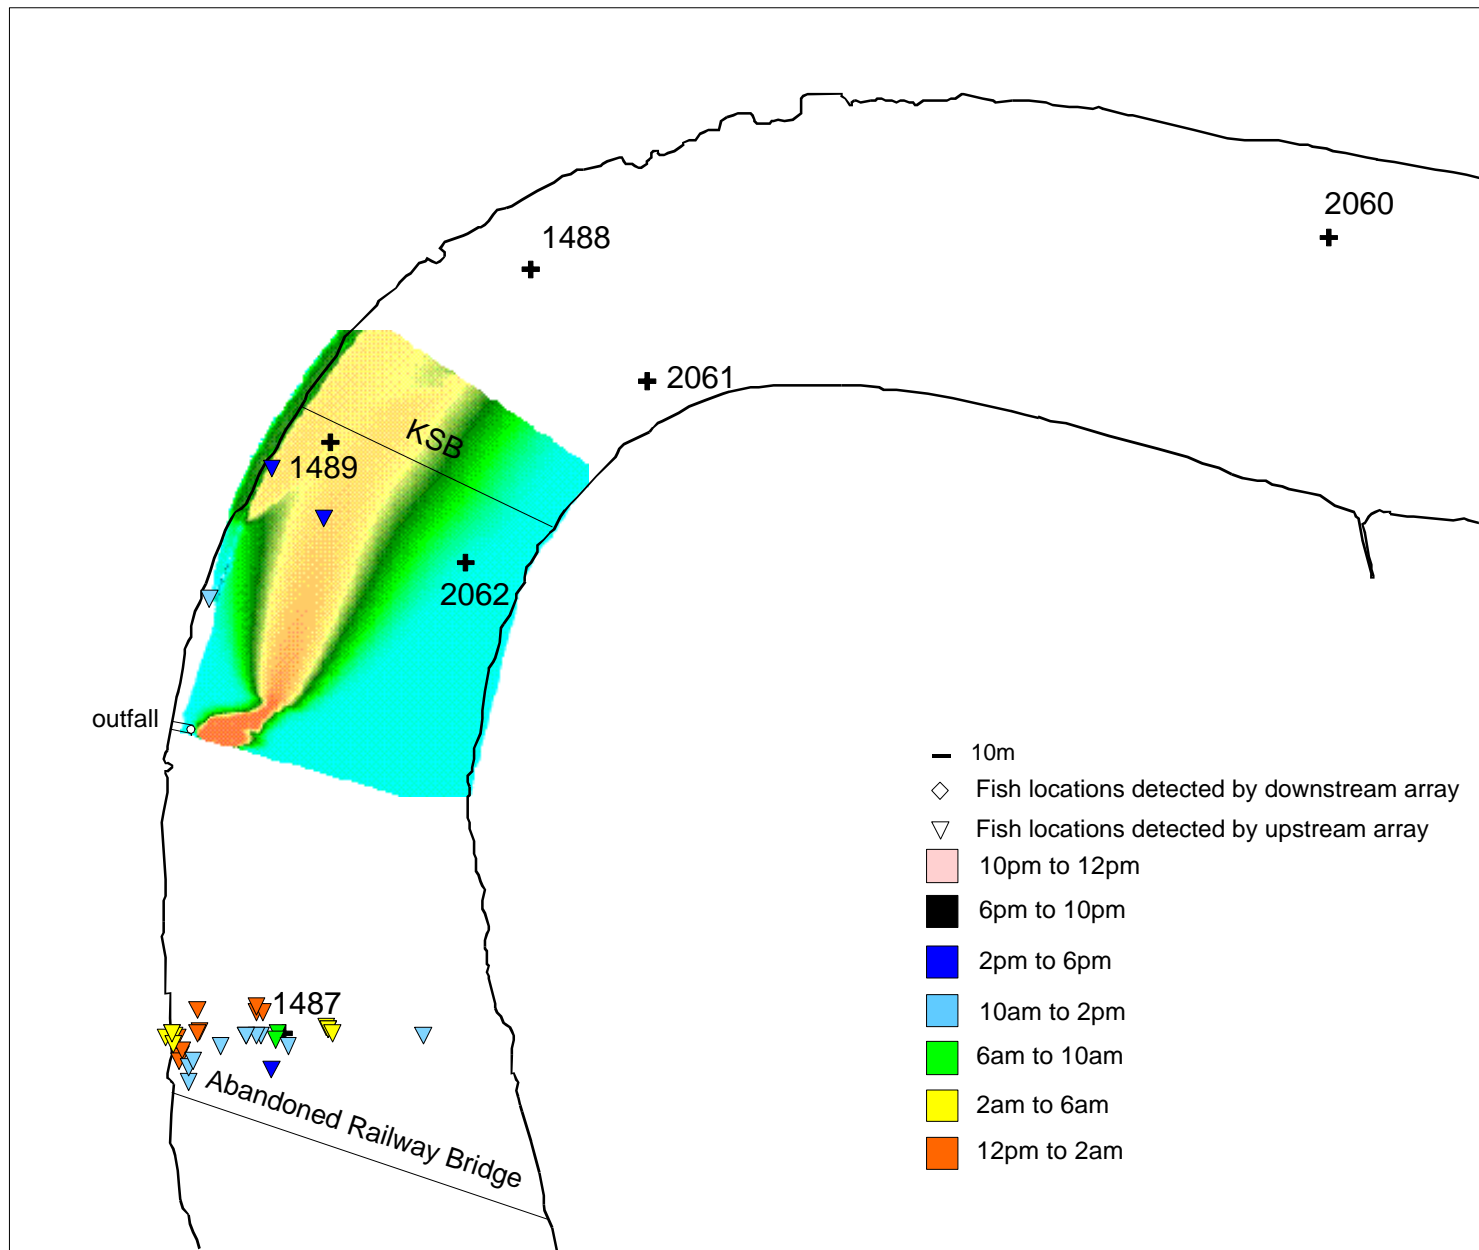 2060
1488
2061
KSB
1489
2062
outfall
10m
Fish locations detected by downstream array
Fish locations detected by upstream array
10pm to 12pm
6pm to 10pm
2pm to 6pm
1487
10am to 2pm
6am to 10am
Abandoned Railway Bridge
2am to 6am
12pm to 2am